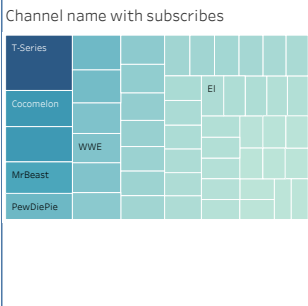 Channel name with subscribes
T-Series
Cocomelon
MrBeast
PewDiePie
WWE
El